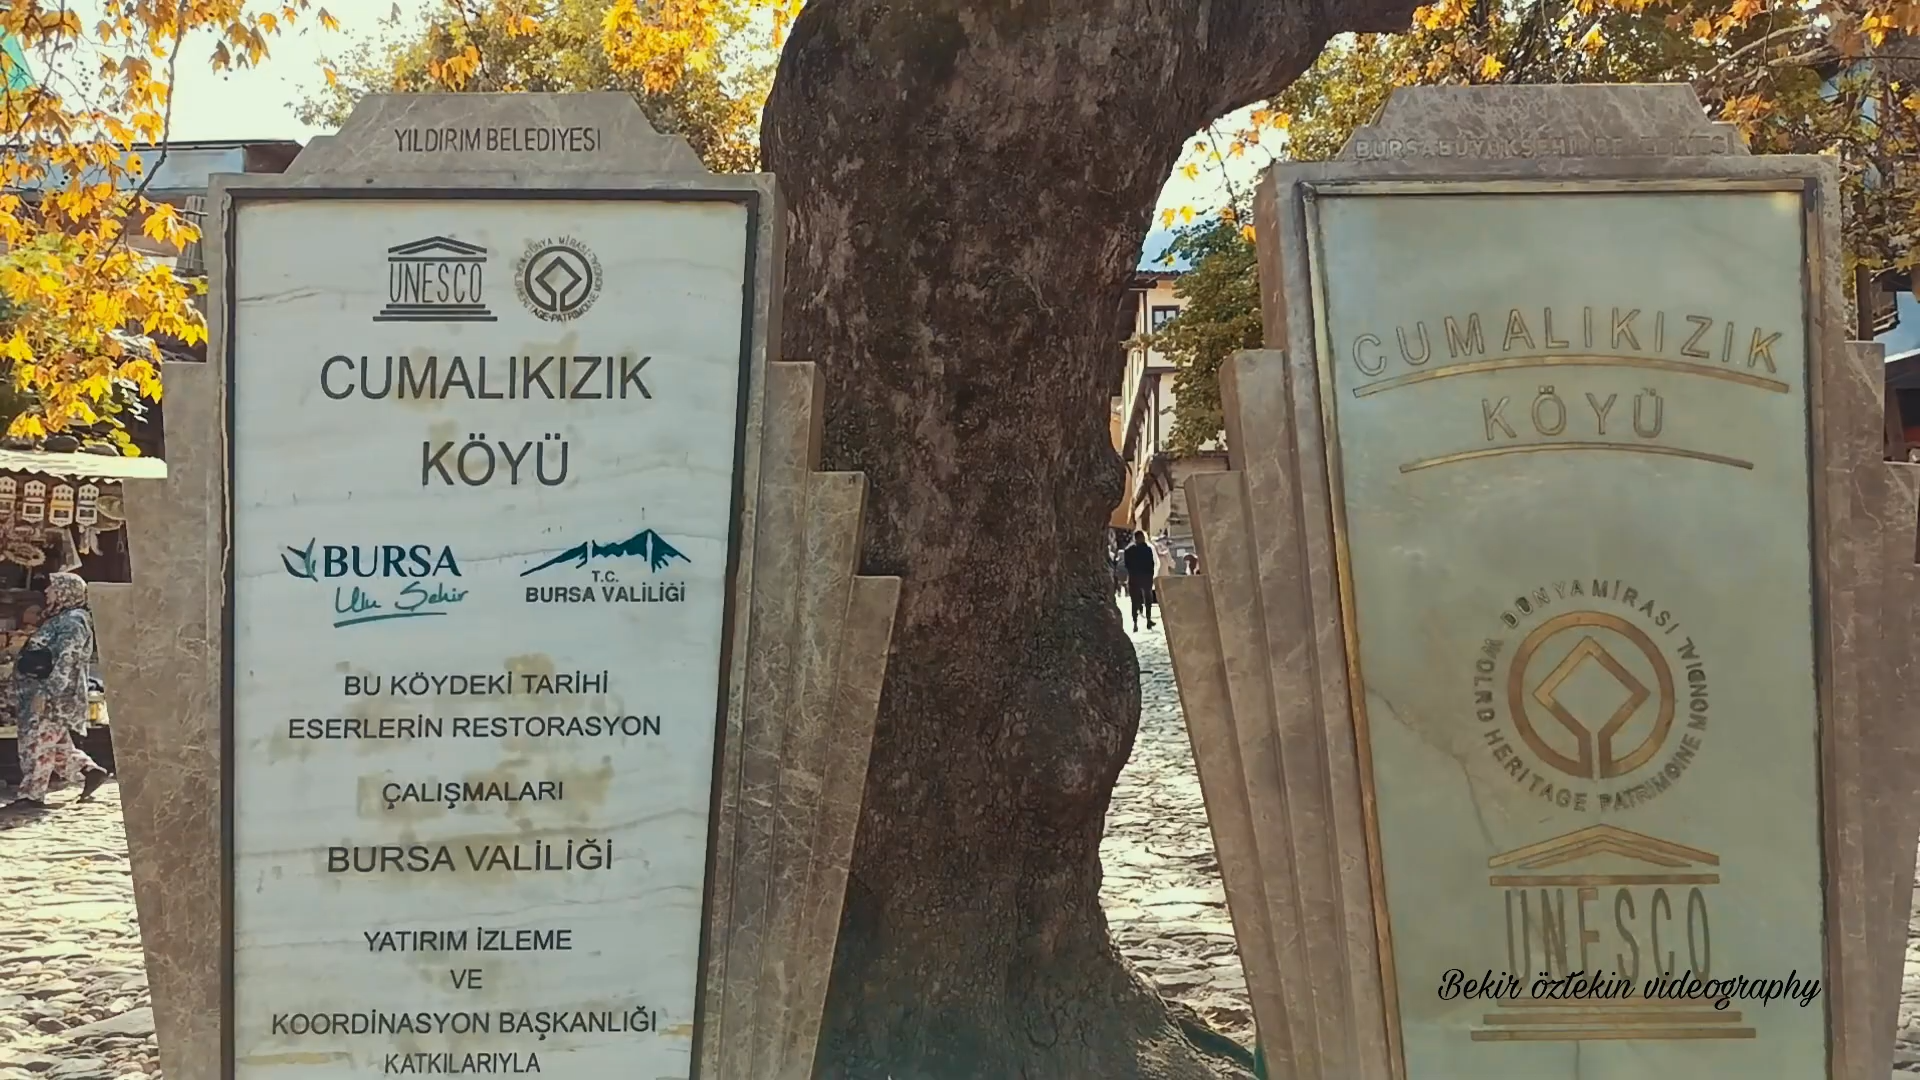 YILDIRIM BELEDİYESİ
UNESCO
DÜNYA MİRASI
WORLD HERITAGE · PATRIMOINE MONDIAL
CUMALIKIZIK
KÖYÜ
BURSA
Ulu Şehir
T.C.
BURSA VALİLİĞİ
BU KÖYDEKİ TARİHİ
ESERLERİN RESTORASYON
ÇALIŞMALARI
BURSA VALİLİĞİ
YATIRIM İZLEME
VE
KOORDİNASYON BAŞKANLIĞI
KATKILARIYLA
BURSA BÜYÜKŞEHİR BELEDİYESİ
CUMALIKIZIK
KÖYÜ
DÜNYA MİRASI
WOLRD HERITAGE PATRIMOINE MONDIAL
UNESCO
Bekir öztekin videography